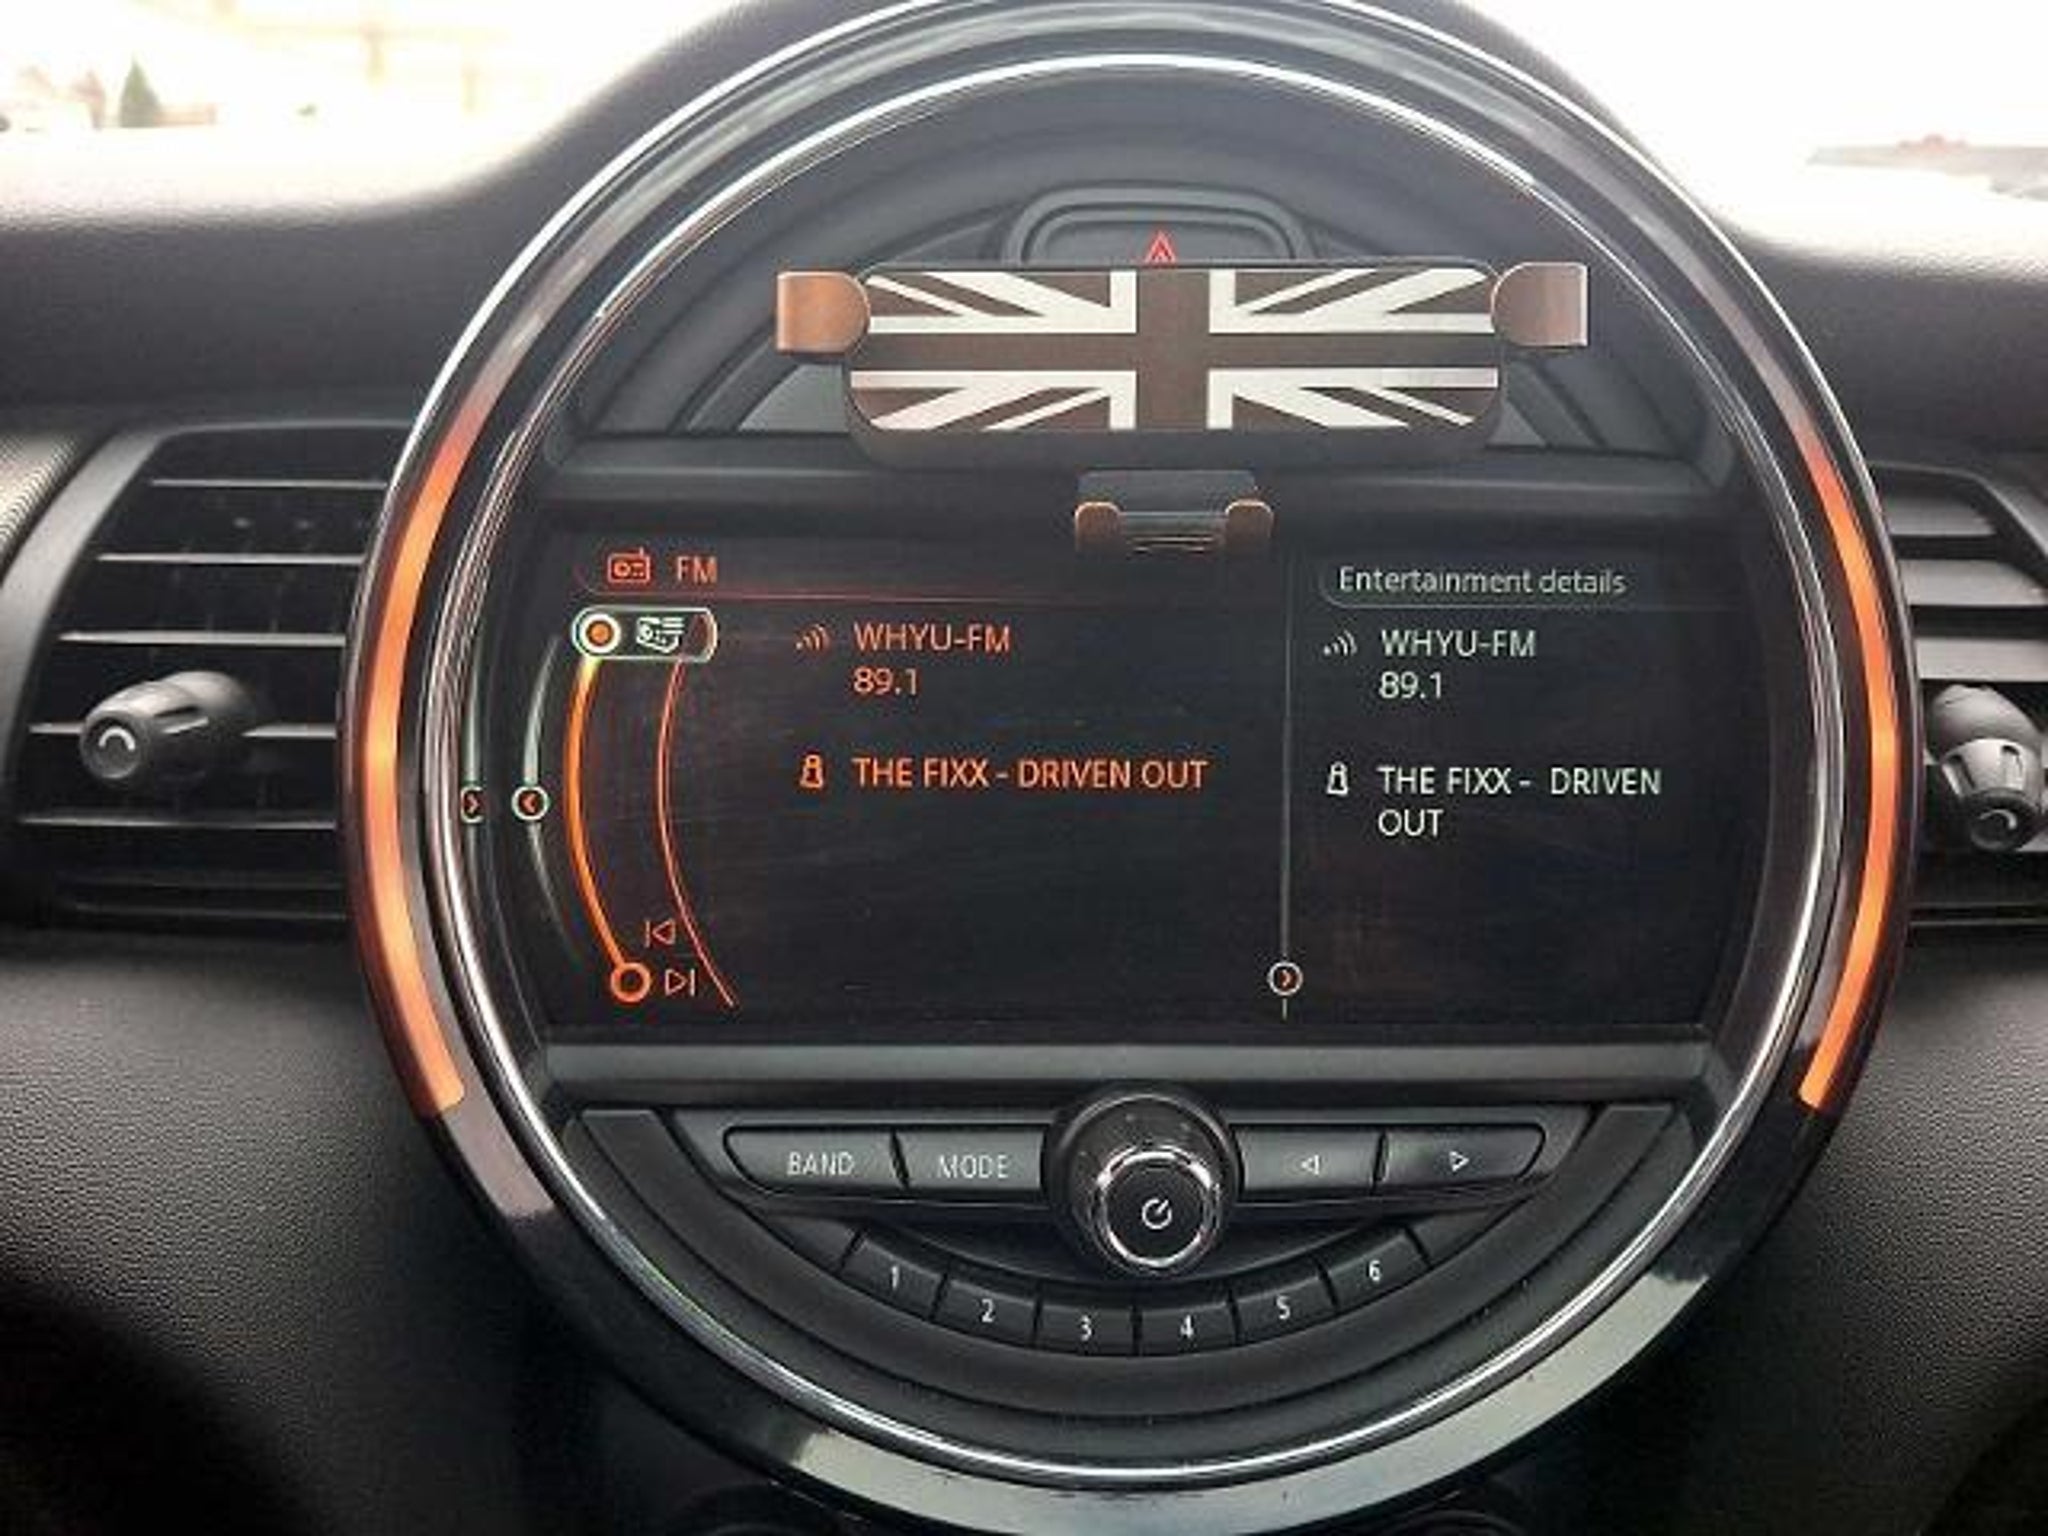 FM
WHYU-FM
89.1
THE FIXX - DRIVEN OUT
Entertainment details
WHYU-FM
89.1
THE FIXX - DRIVEN
OUT
BAND MODE
1 2 3 4 5 6